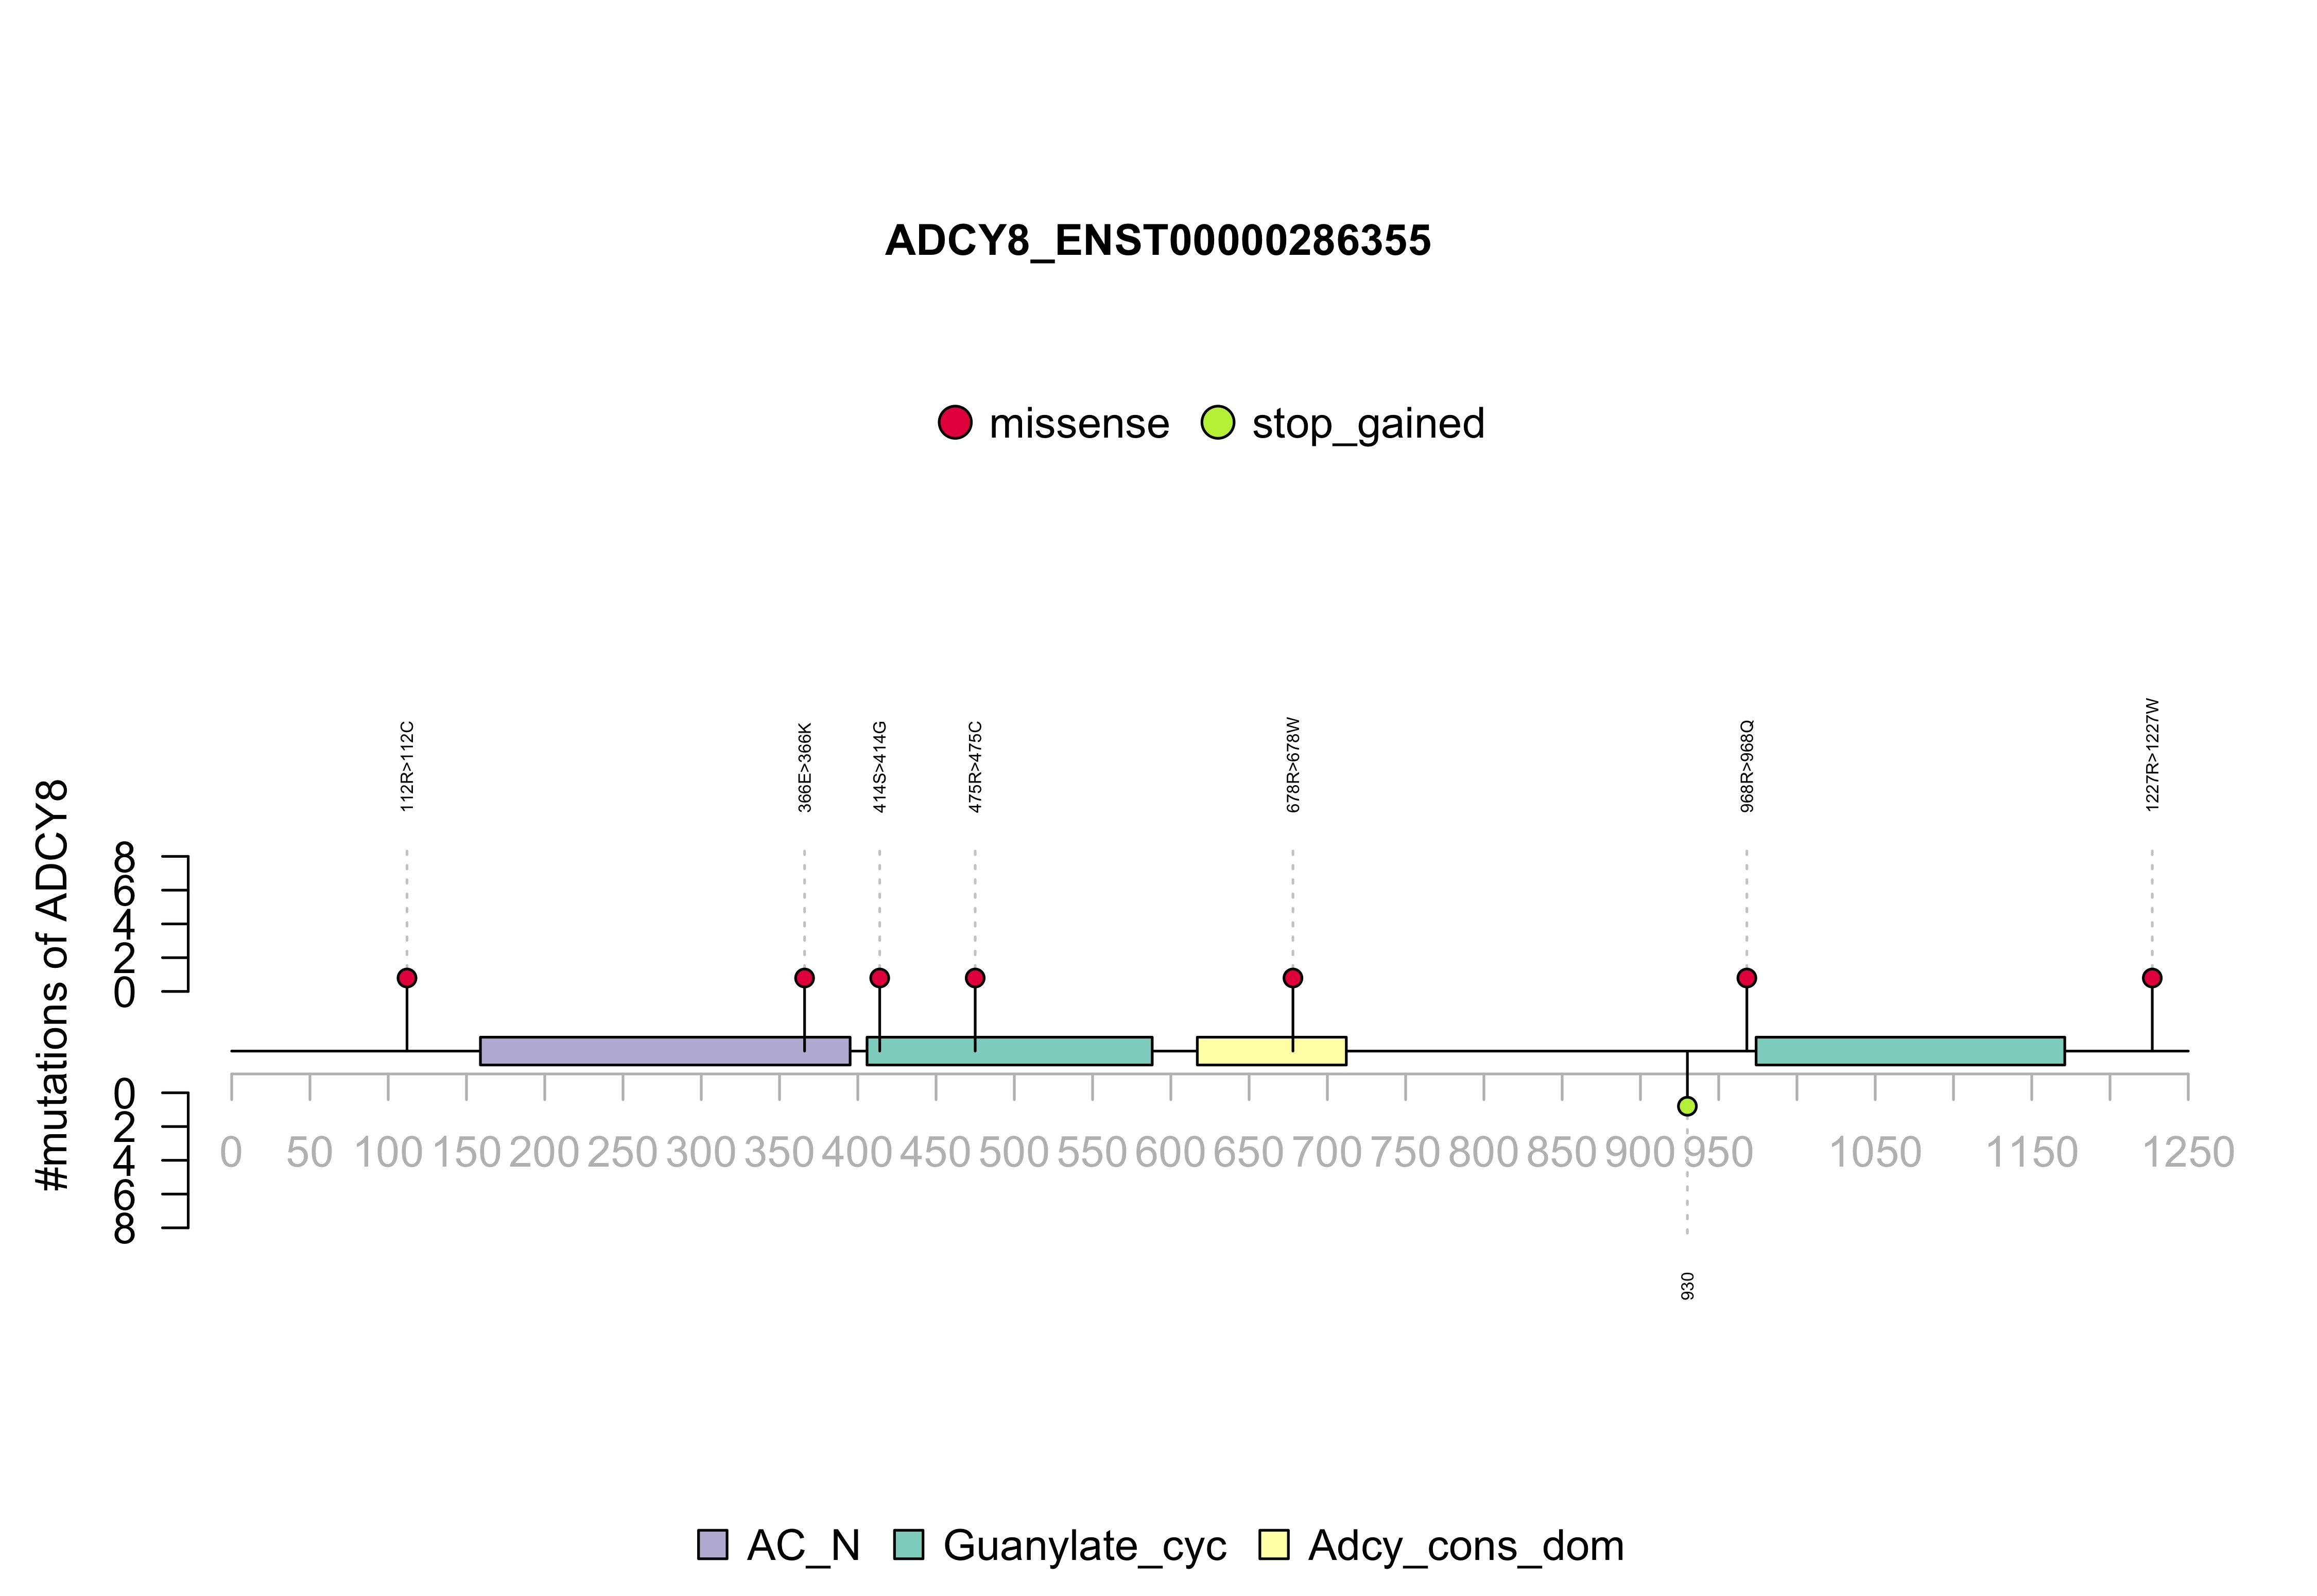 ADCY8_ENST00000286355
missense stop_gained
112R>112C
366E>366K
414S>414G
475R>475C
678R>678W
968R>968Q
1227R>1227W
#mutations of ADCY8
8
6
4
2
0
0
2
4
6
8
0 50 100 150 200 250 300 350 400 450 500 550 600 650 700 750 800 850 900 950 1050 1150 1250
930
AC_N Guanylate_cyc Adcy_cons_dom